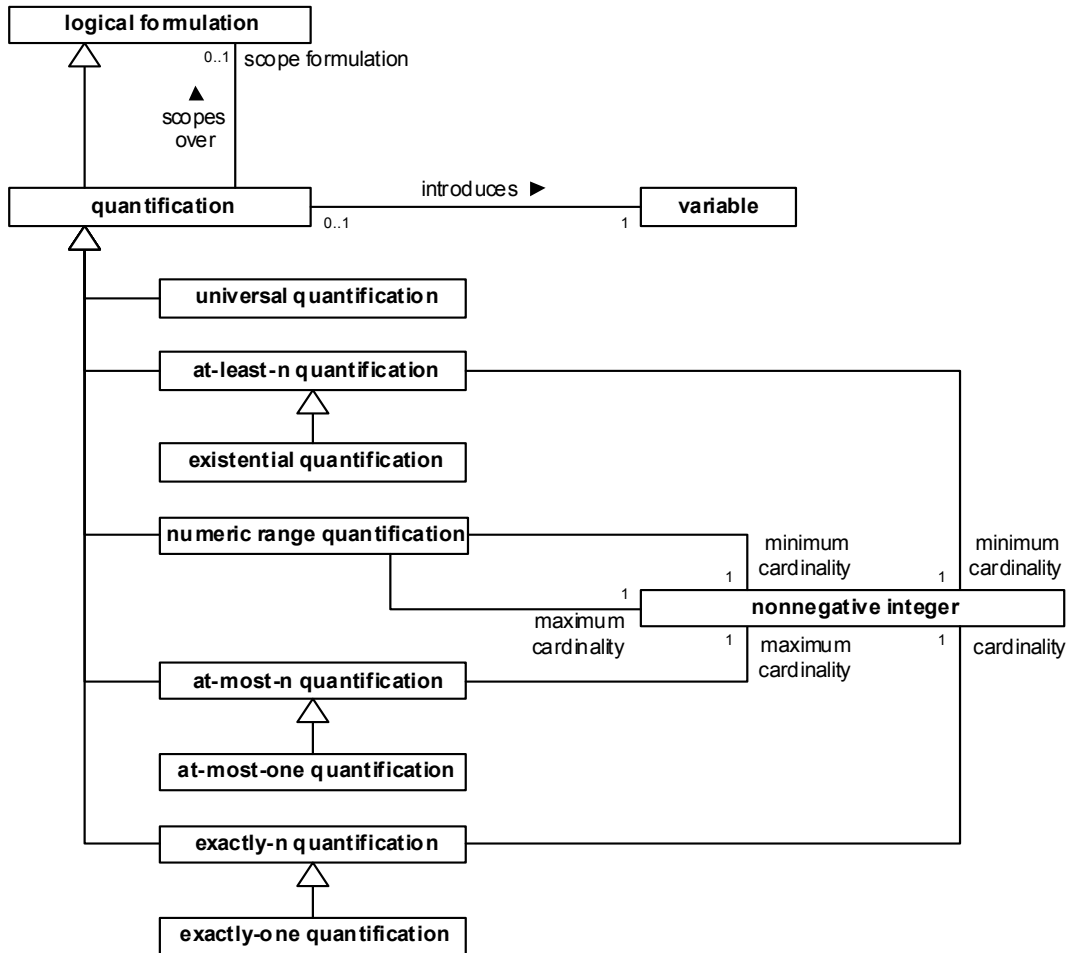 logical formulation
0..1 scope formulation
▲
scopes
over
quantification
introduces ►
0..1
1
variable
universal quantification
at-least-n quantification
existential quantification
numeric range quantification
minimum
cardinality
1
minimum
cardinality
1
1
maximum
cardinality
nonnegative integer
1
maximum
cardinality
1
cardinality
at-most-n quantification
at-most-one quantification
exactly-n quantification
exactly-one quantification